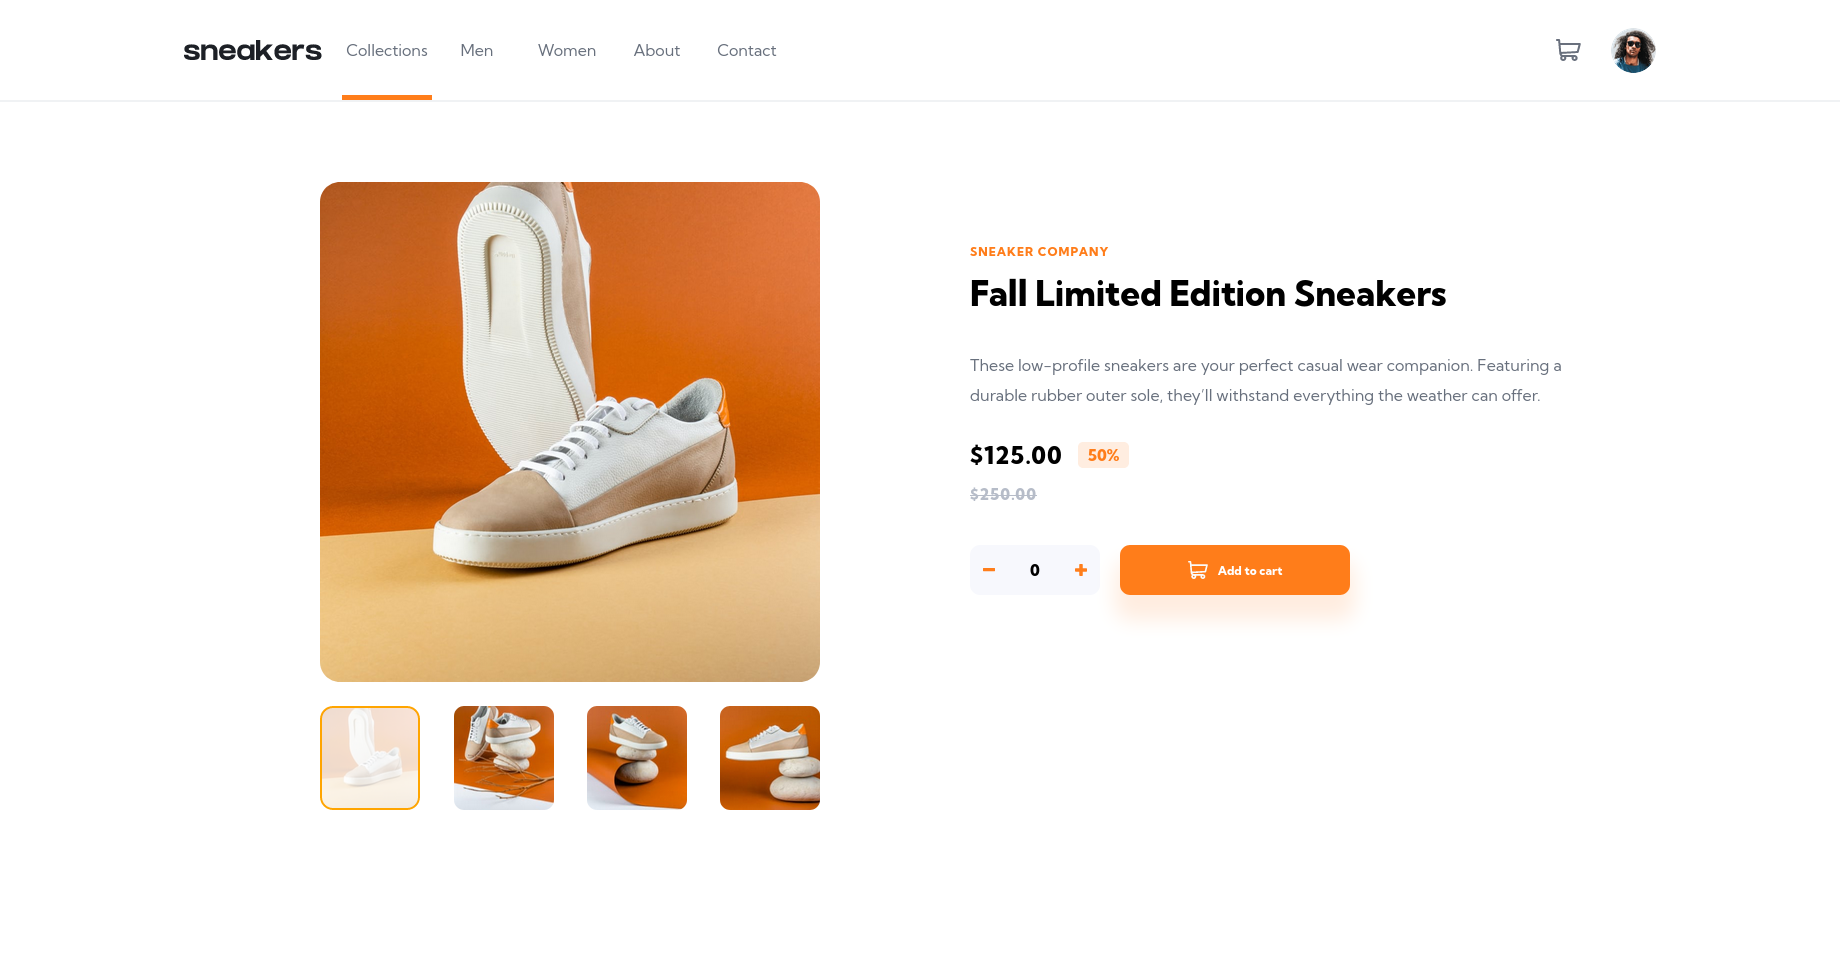 sneakers Collections Men Women About Contact
SNEAKER COMPANY
Fall Limited Edition Sneakers
These low-profile sneakers are your perfect casual wear companion. Featuring a
durable rubber outer sole, they’ll withstand everything the weather can offer.
$125.00 50%
$250.00
0 Add to cart